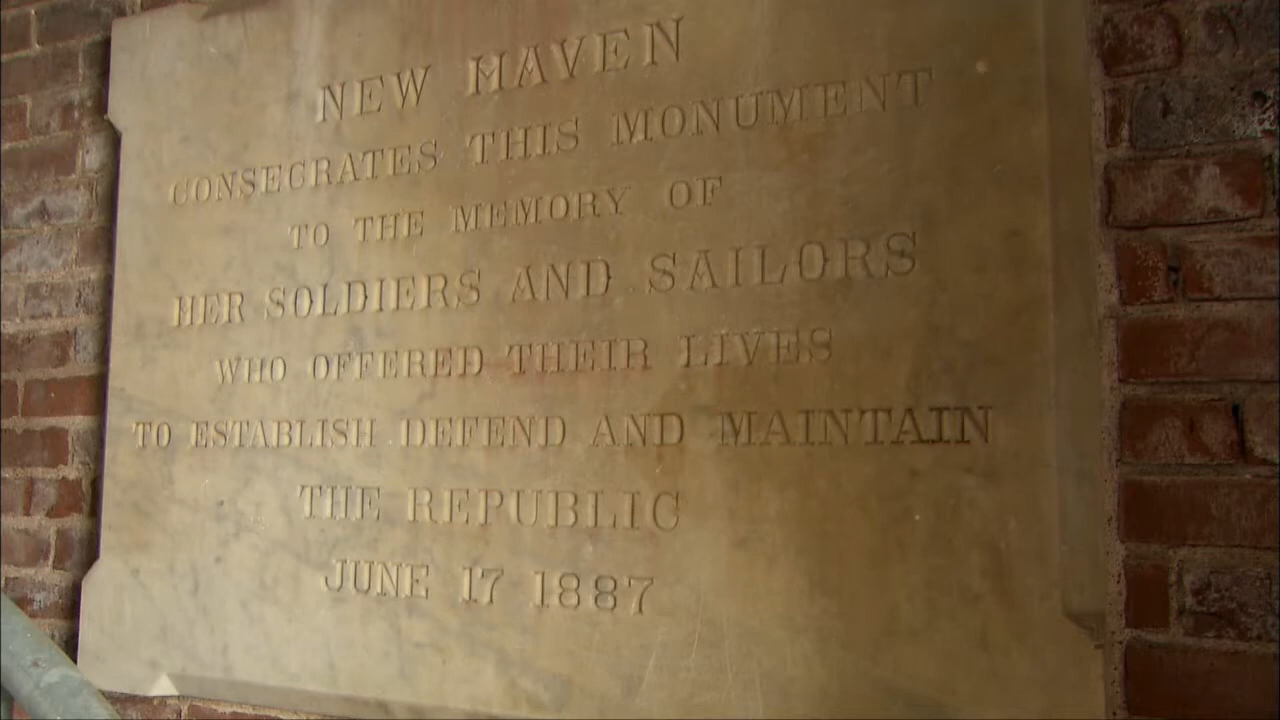 NEW HAVEN
CONSECRATES THIS MONUMENT
TO THE MEMORY OF
HER SOLDIERS AND SAILORS
WHO OFFERED THEIR LIVES
TO ESTABLISH DEFEND AND MAINTAIN
THE REPUBLIC
JUNE 17 1887